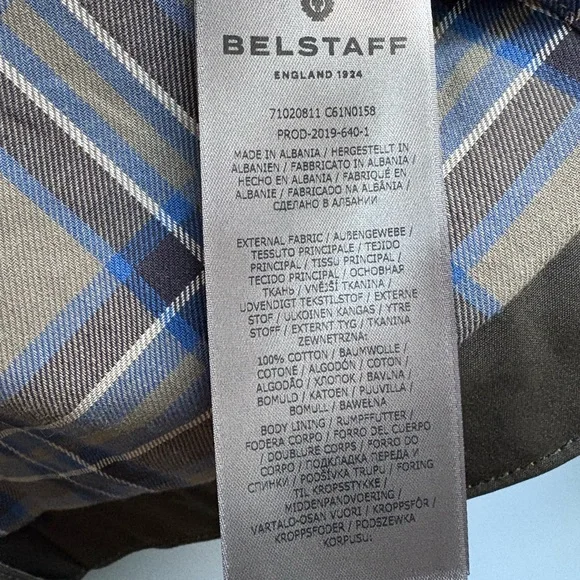 BELSTAFF
ENGLAND 1924
71020811 C61N0158
PROD-2019-640-1
MADE IN ALBANIA / HERGESTELLT IN
ALBANIEN / FABBRICATO IN ALBANIA /
HECHO EN ALBANIA / FABRIQUÉ EN
ALBANIE / FABRICADO NA ALBÂNIA /
СДЕЛАНО В АЛБАНИИ
EXTERNAL FABRIC / AUßENGEWEBE /
TESSUTO PRINCIPALE / TEJIDO
PRINCIPAL / TISSU PRINCIPAL /
TECIDO PRINCIPAL / ОСНОВНАЯ
ТКАНЬ / VNĚJŠÍ TKANINA /
UDVENDIGT TEKSTILSTOF / EXTERNE
STOF / ULKOINEN KANGAS / YTRE
STOFF / EXTERNT TYG / TKANINA
ZEWNĘTRZNA:
100% COTTON / BAUMWOLLE /
COTONE / ALGODÓN / COTON /
ALGODÃO / ХЛОПОК / BAVLNA /
BOMULD / KATOEN / PUUVILLA /
BOMULL / BAWEŁNA
BODY LINING / RUMPFFUTTER /
FODERA CORPO / FORRO DEL CUERPO
/ DOUBLURE CORPS / FORRO DO
CORPO / ПОДКЛАДКА ПЕРЕДА И
СПИНКИ / PODŠÍVKA TRUPU / FORING
TIL KROPSSTYKKE /
MIDDENPANDVOERING /
VARTALO-OSAN VUORI / KROPPSFÔR /
KROPPSFODER / PODSZEWKA
KORPUSU: